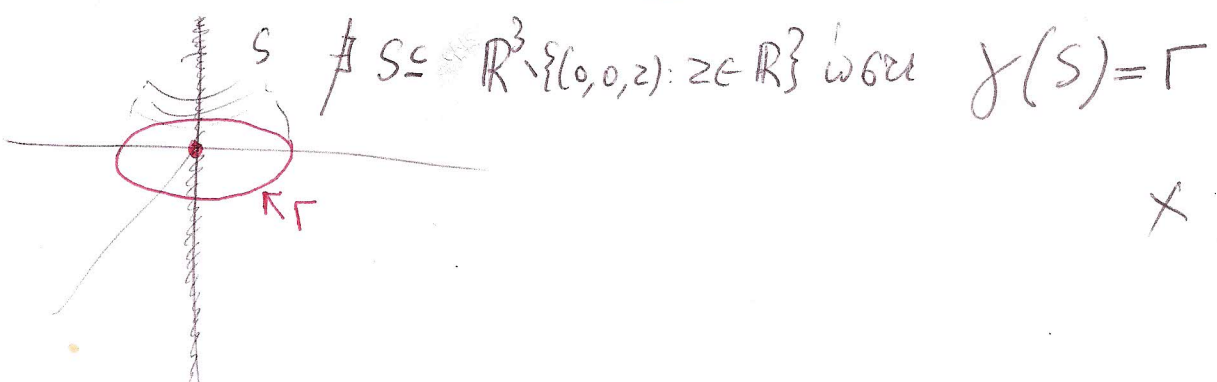 S ∄ S ⊆ ℝ³∖{(0,0,z): z∈ℝ} ώστε γ(S) = Γ
Γ
x